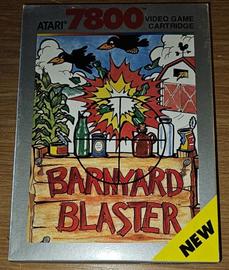 ATARI 7800 VIDEO GAME
CARTRIDGE
BARNYARD
BLASTER
NEW